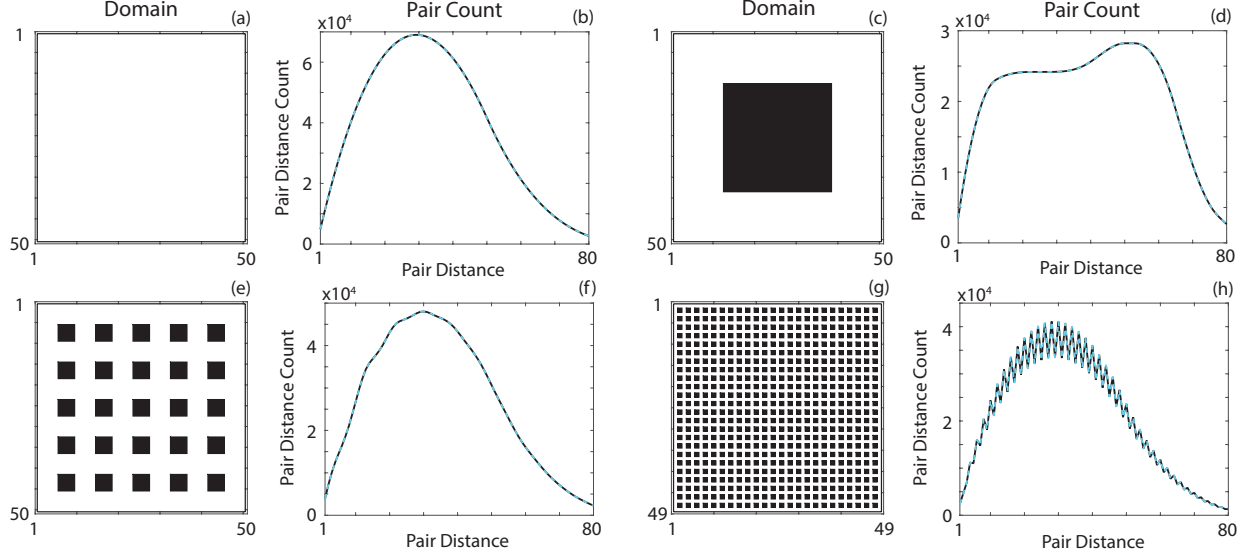 Domain
(a)
1
50
1
50
Pair Count
(b)
x10⁴
6
4
2
0
Pair Distance Count
1
80
Pair Distance
Domain
(c)
1
50
1
50
Pair Count
(d)
x10⁴
3
2
1
0
Pair Distance Count
1
80
Pair Distance
(e)
1
50
1
50
(f)
x10⁴
4
2
0
Pair Distance Count
1
80
Pair Distance
(g)
1
49
1
49
(h)
x10⁴
4
2
0
Pair Distance Count
1
80
Pair Distance